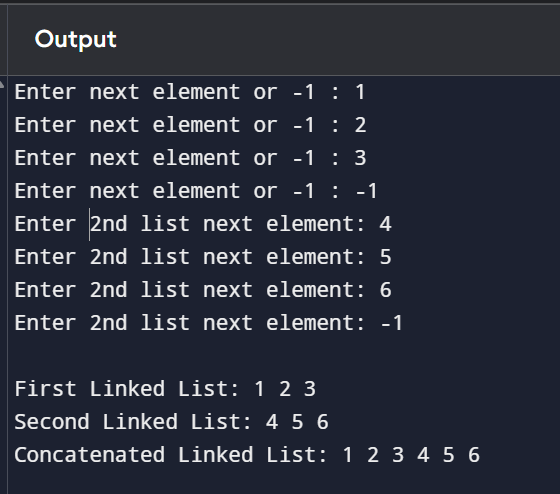 Output
Enter next element or -1 : 1
Enter next element or -1 : 2
Enter next element or -1 : 3
Enter next element or -1 : -1
Enter 2nd list next element: 4
Enter 2nd list next element: 5
Enter 2nd list next element: 6
Enter 2nd list next element: -1
First Linked List: 1 2 3
Second Linked List: 4 5 6
Concatenated Linked List: 1 2 3 4 5 6